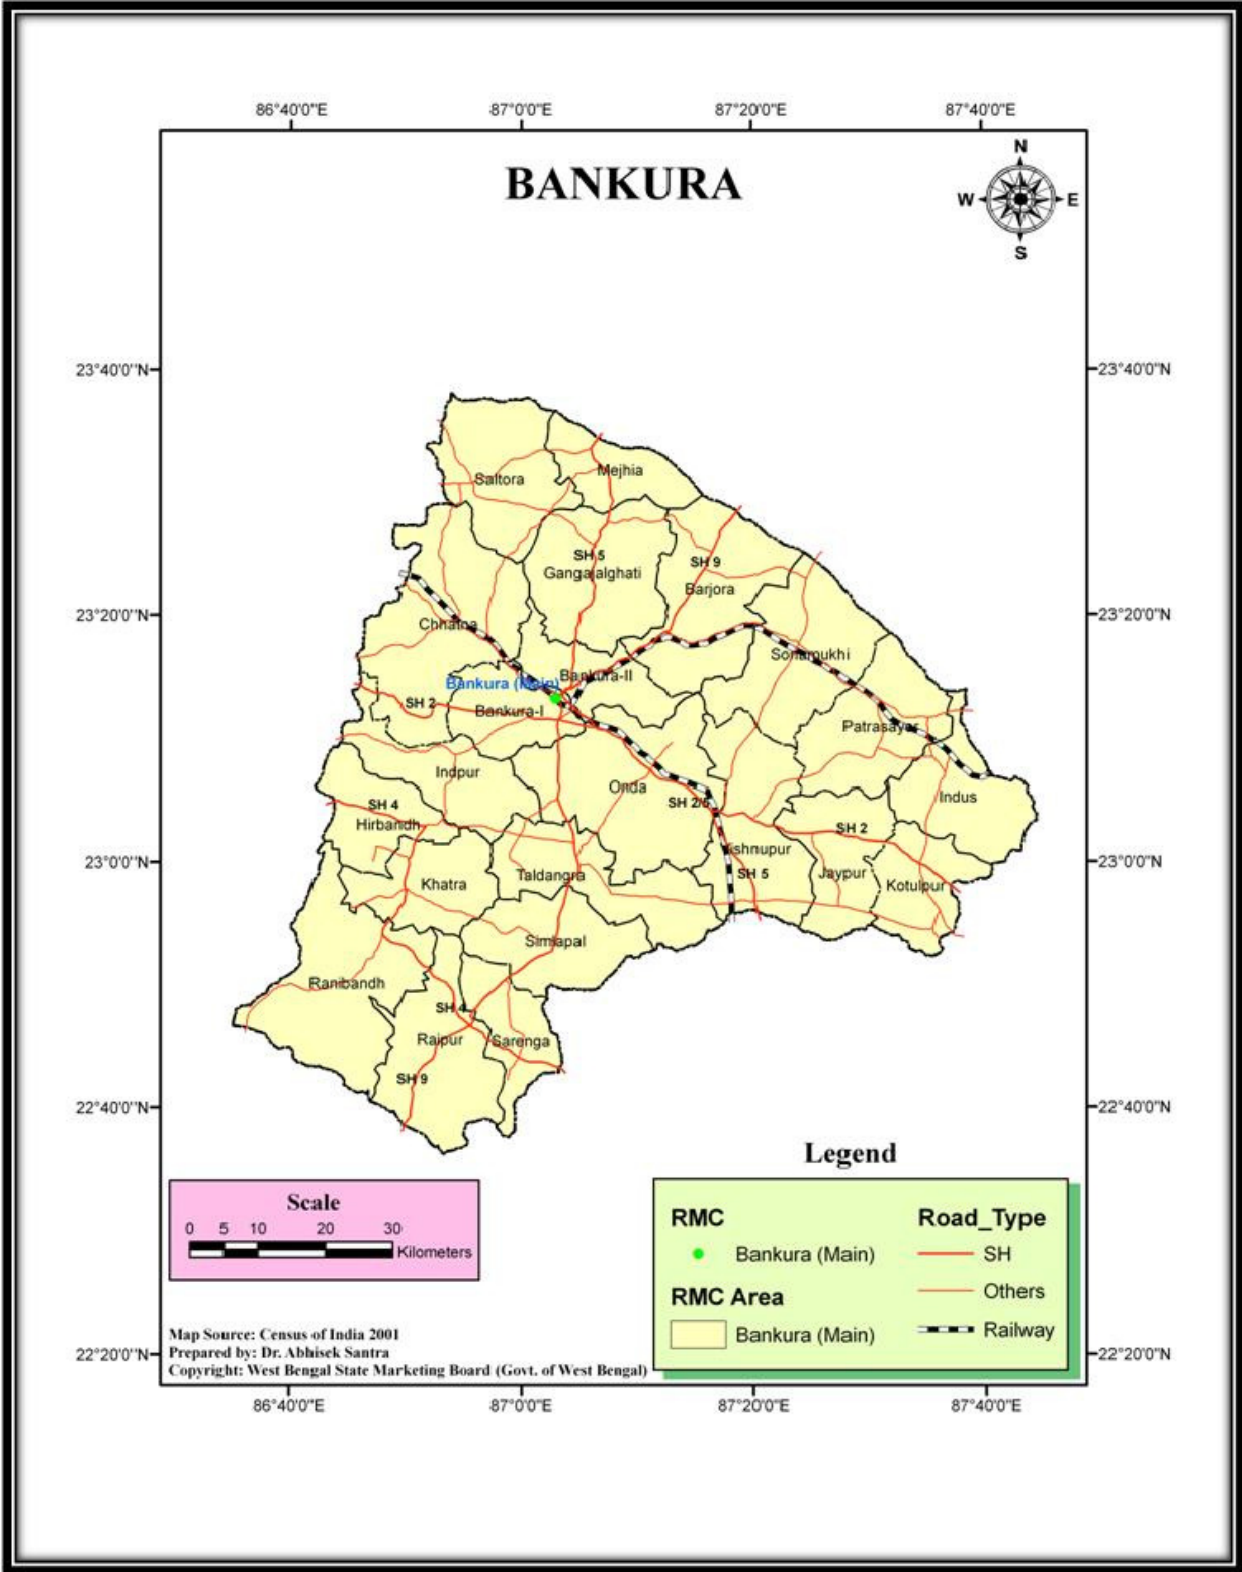 86°40'0"E 87°0'0"E 87°20'0"E 87°40'0"E
BANKURA
N
W E
S
23°40'0"N 23°40'0"N
Saltora
Mejhia
SH 5
Gangajalghati
SH 9
Barjora
23°20'0"N 23°20'0"N
Chhatna
Sonamukhi
Bankura-II
Bankura (Main)
SH 2
Bankura-I
Patrasayer
Indpur
Onda
Indus
SH 4
SH 2/5
Hirbandh
SH 2
23°0'0"N 23°0'0"N
ishnupur
SH 5
Jaypur
Taldangra
Khatra
Kotulpur
Simlapal
Ranibandh
SH 4
Raipur
Sarenga
SH 9
22°40'0"N 22°40'0"N
Legend
Scale
0 5 10 20 30
Kilometers
RMC
Bankura (Main)
RMC Area
Bankura (Main)
Road_Type
SH
Others
Railway
Map Source: Census of India 2001
Prepared by: Dr. Abhisek Santra
Copyright: West Bengal State Marketing Board (Govt. of West Bengal)
22°20'0"N 22°20'0"N
86°40'0"E 87°0'0"E 87°20'0"E 87°40'0"E